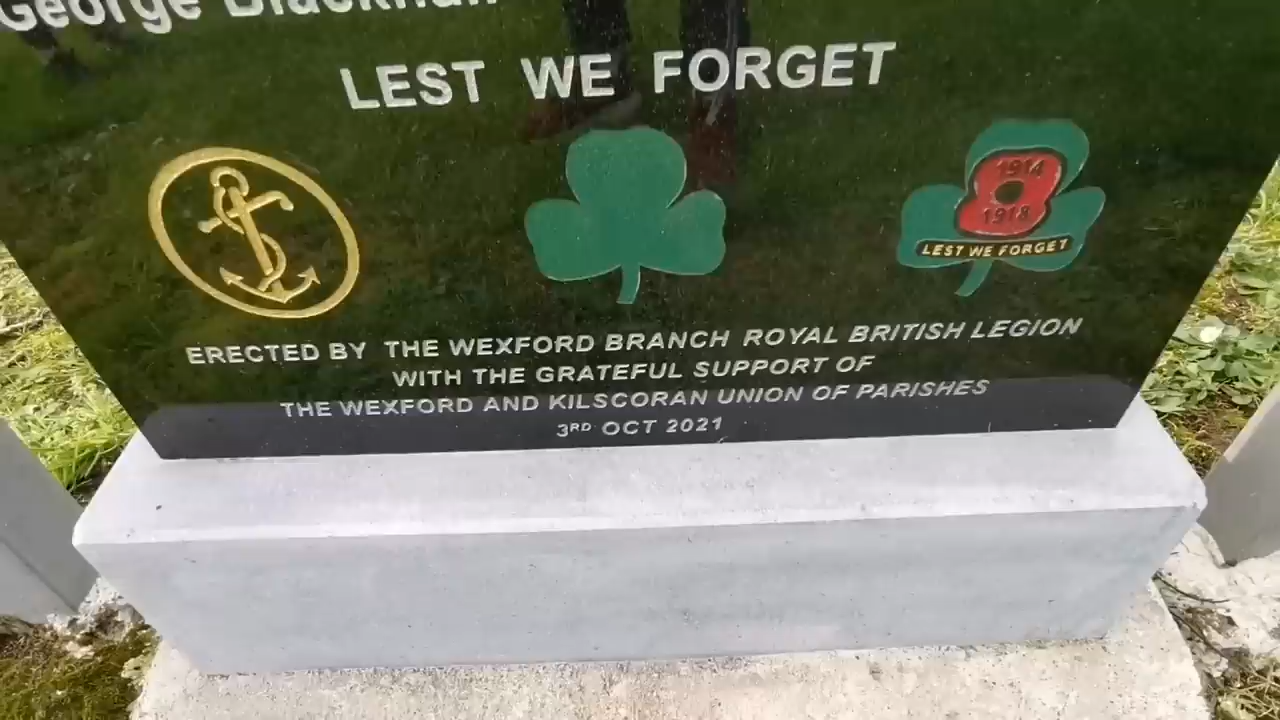 George
LEST WE FORGET
1914
1918
LEST WE FORGET
ERECTED BY THE WEXFORD BRANCH ROYAL BRITISH LEGION
WITH THE GRATEFUL SUPPORT OF
THE WEXFORD AND KILSCORAN UNION OF PARISHES
3RD OCT 2021